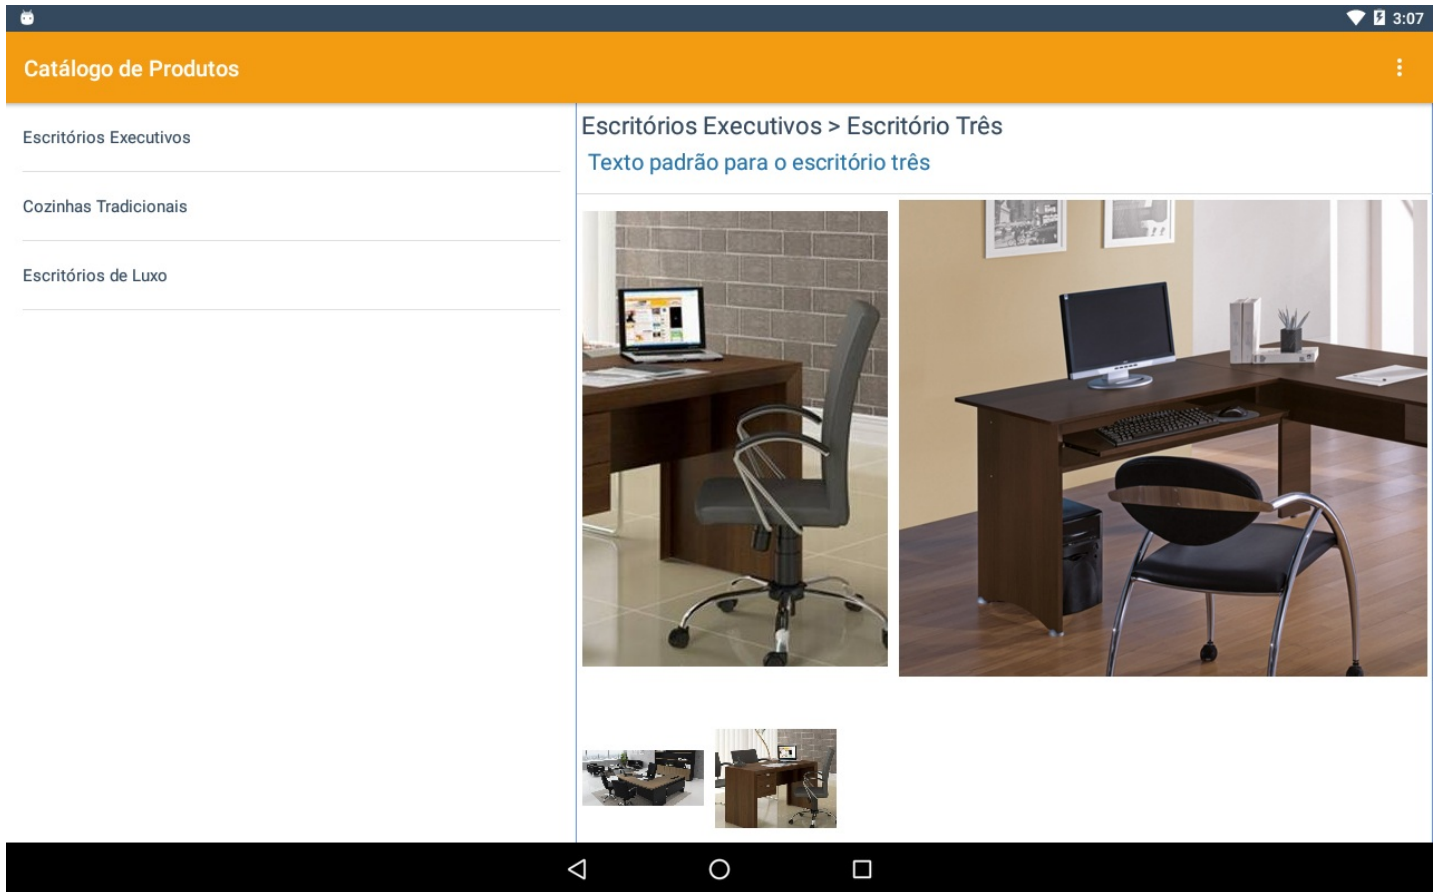 3:07
Catálogo de Produtos
Escritórios Executivos
Cozinhas Tradicionais
Escritórios de Luxo
Escritórios Executivos > Escritório Três
Texto padrão para o escritório três